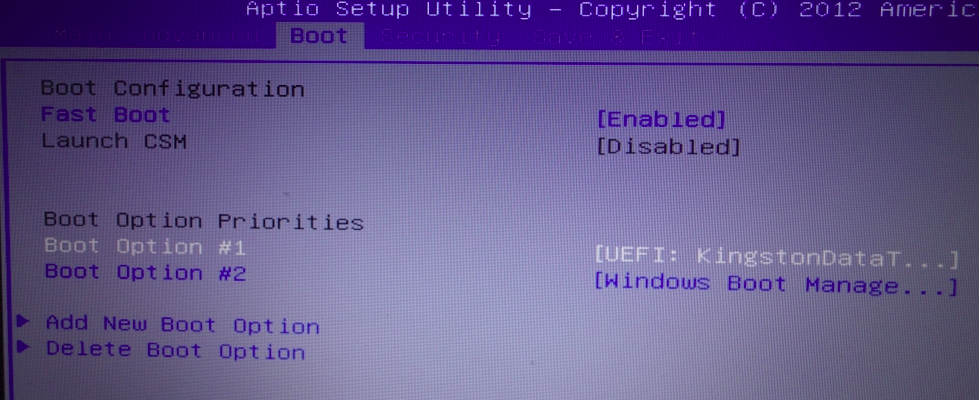 Aptio Setup Utility - Copyright (C) 2012 Americ
Main Advanced Boot Security Save & Exit
Boot Configuration
Fast Boot [Enabled]
Launch CSM [Disabled]
Boot Option Priorities
Boot Option #1 [UEFI: KingstonDataT...]
Boot Option #2 [Windows Boot Manage...]
Add New Boot Option
Delete Boot Option